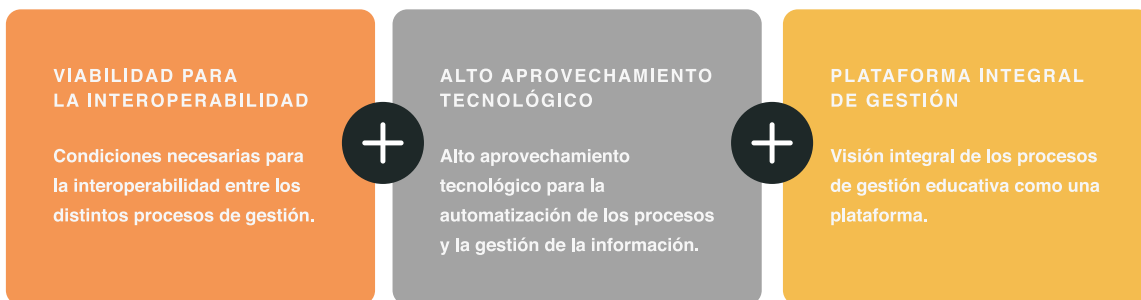 VIABILIDAD PARA
LA INTEROPERABILIDAD
Condiciones necesarias para
la interoperabilidad entre los
distintos procesos de gestión.
+
ALTO APROVECHAMIENTO
TECNOLÓGICO
Alto aprovechamiento
tecnológico para la
automatización de los procesos
y la gestión de la información.
+
PLATAFORMA INTEGRAL
DE GESTIÓN
Visión integral de los procesos
de gestión educativa como una
plataforma.